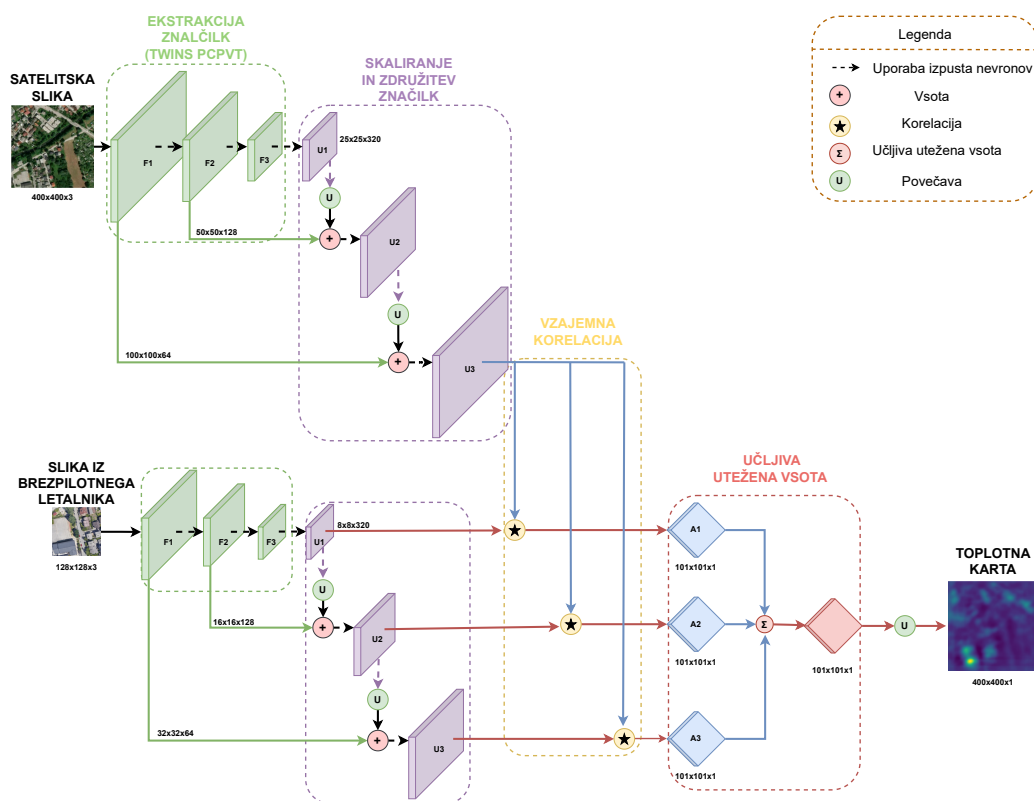 EKSTRAKCIJA
ZNALČILK
(TWINS PCPVT)
SATELITSKA
SLIKA
400x400x3
F1
F2
F3
SKALIRANJE
IN ZDRUŽITEV
ZNAČILK
U1
25x25x320
U
50x50x128
+
U2
U
100x100x64
+
U3
Legenda
Uporaba izpusta nevronov
+ Vsota
Korelacija
Σ Učljiva utežena vsota
U Povečava
VZAJEMNA
KORELACIJA
SLIKA IZ
BREZPILOTNEGA
LETALNIKA
128x128x3
F1
F2
F3
U1
8x8x320
U
16x16x128
+
U2
U
32x32x64
+
U3
UČLJIVA
UTEŽENA VSOTA
A1
101x101x1
A2
101x101x1
A3
101x101x1
Σ
101x101x1
U
TOPLOTNA
KARTA
400x400x1